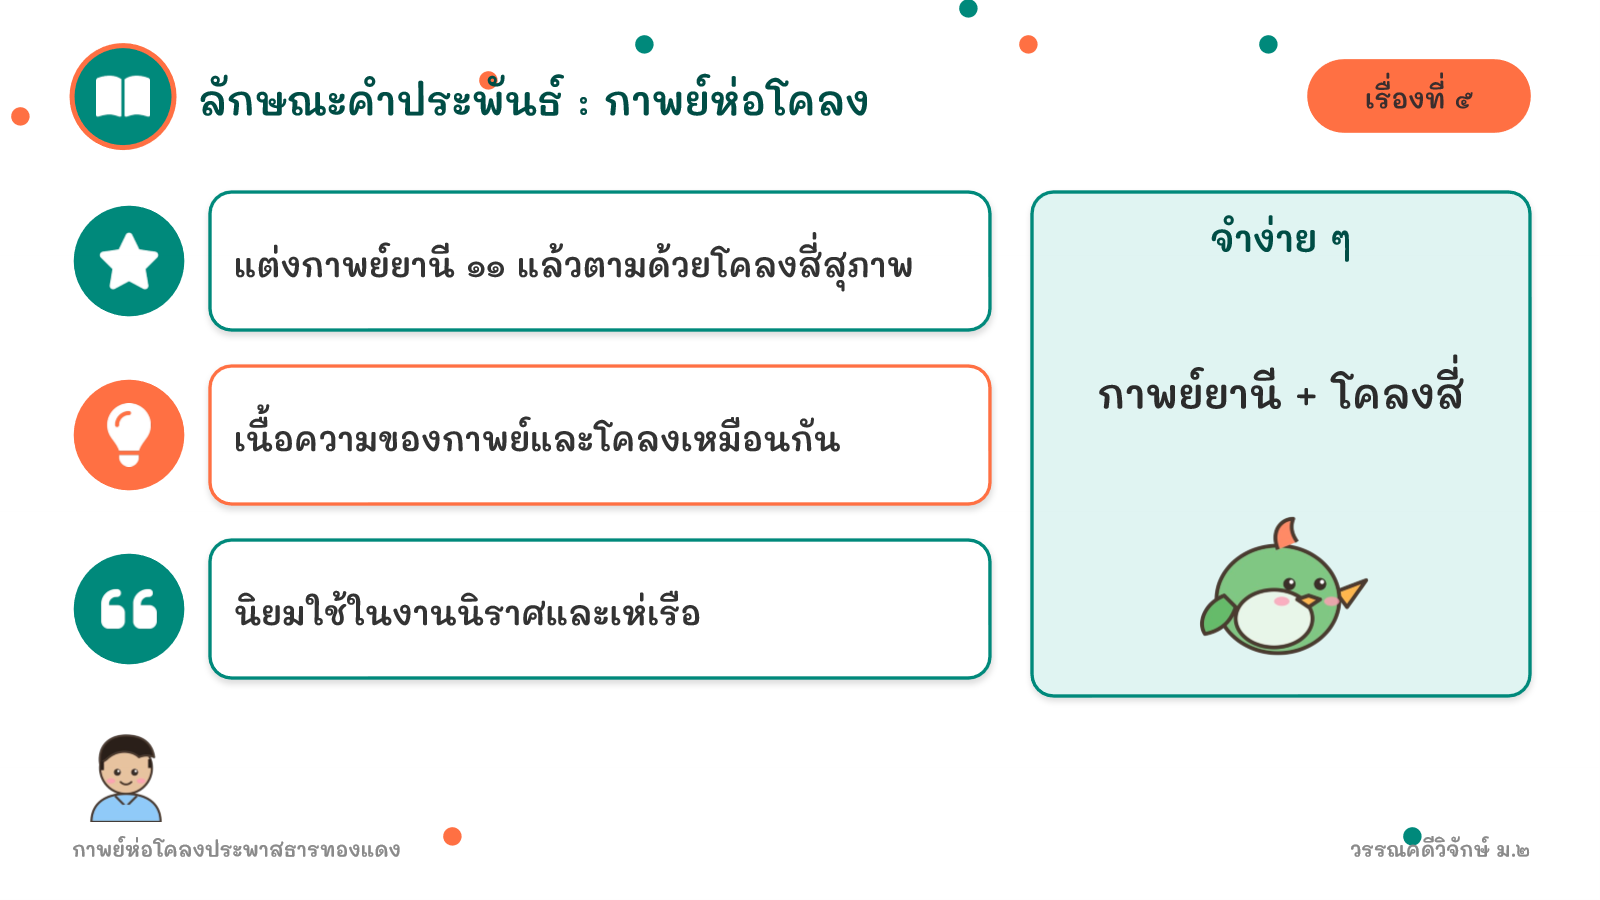 ลักษณะคำประพันธ์ : กาพย์ห่อโคลง
เรื่องที่ ๕
แต่งกาพย์ยานี ๑๑ แล้วตามด้วยโคลงสี่สุภาพ
เนื้อความของกาพย์และโคลงเหมือนกัน
นิยมใช้ในงานนิราศและเห่เรือ
จำง่าย ๆ
กาพย์ยานี + โคลงสี่
กาพย์ห่อโคลงประพาสธารทองแดง
วรรณคดีวิจักษ์ ม.๒